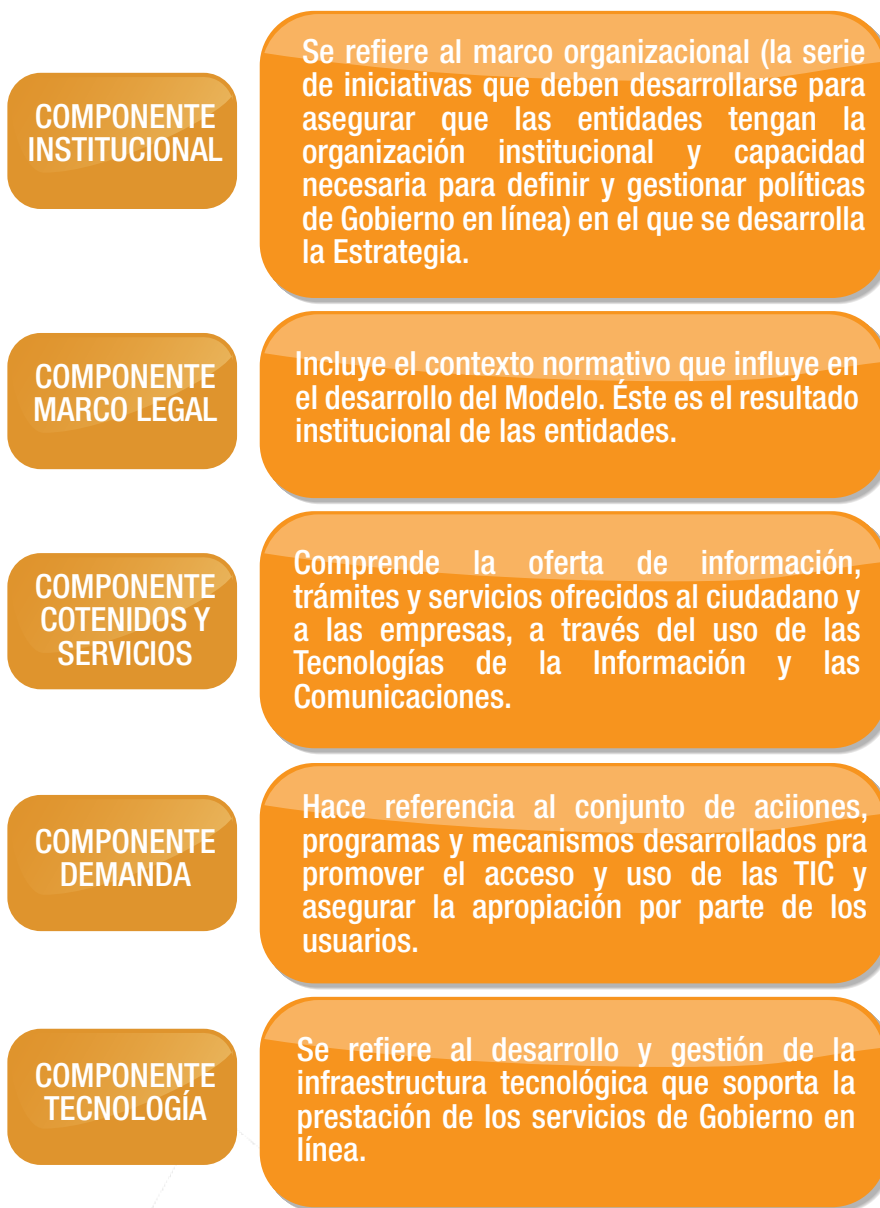 COMPONENTE
INSTITUCIONAL
Se refiere al marco organizacional (la serie
de iniciativas que deben desarrollarse para
asegurar que las entidades tengan la
organización institucional y capacidad
necesaria para definir y gestionar políticas
de Gobierno en línea) en el que se desarrolla
la Estrategia.
COMPONENTE
MARCO LEGAL
Incluye el contexto normativo que influye en
el desarrollo del Modelo. Éste es el resultado
institucional de las entidades.
COMPONENTE
COTENIDOS Y
SERVICIOS
Comprende la oferta de información,
trámites y servicios ofrecidos al ciudadano y
a las empresas, a través del uso de las
Tecnologías de la Información y las
Comunicaciones.
COMPONENTE
DEMANDA
Hace referencia al conjunto de aciiones,
programas y mecanismos desarrollados pra
promover el acceso y uso de las TIC y
asegurar la apropiación por parte de los
usuarios.
COMPONENTE
TECNOLOGÍA
Se refiere al desarrollo y gestión de la
infraestructura tecnológica que soporta la
prestación de los servicios de Gobierno en
línea.